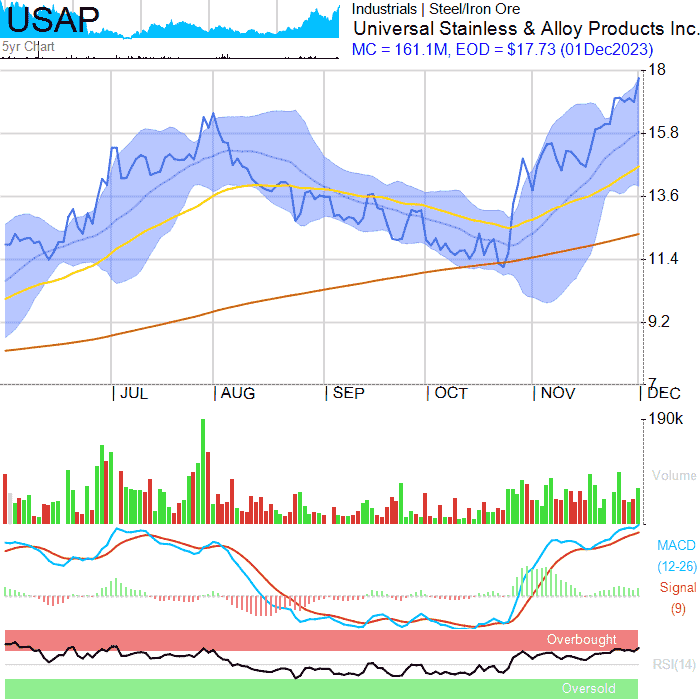 USAP
5yr Chart
Industrials | Steel/Iron Ore
Universal Stainless & Alloy Products Inc.
MC = 161.1M, EOD = $17.73 (01Dec2023)
18
15.8
13.6
11.4
9.2
7
JUL
AUG
SEP
OCT
NOV
DEC
190k
Volume
MACD
(12-26)
Signal
(9)
Overbought
RSI(14)
Oversold